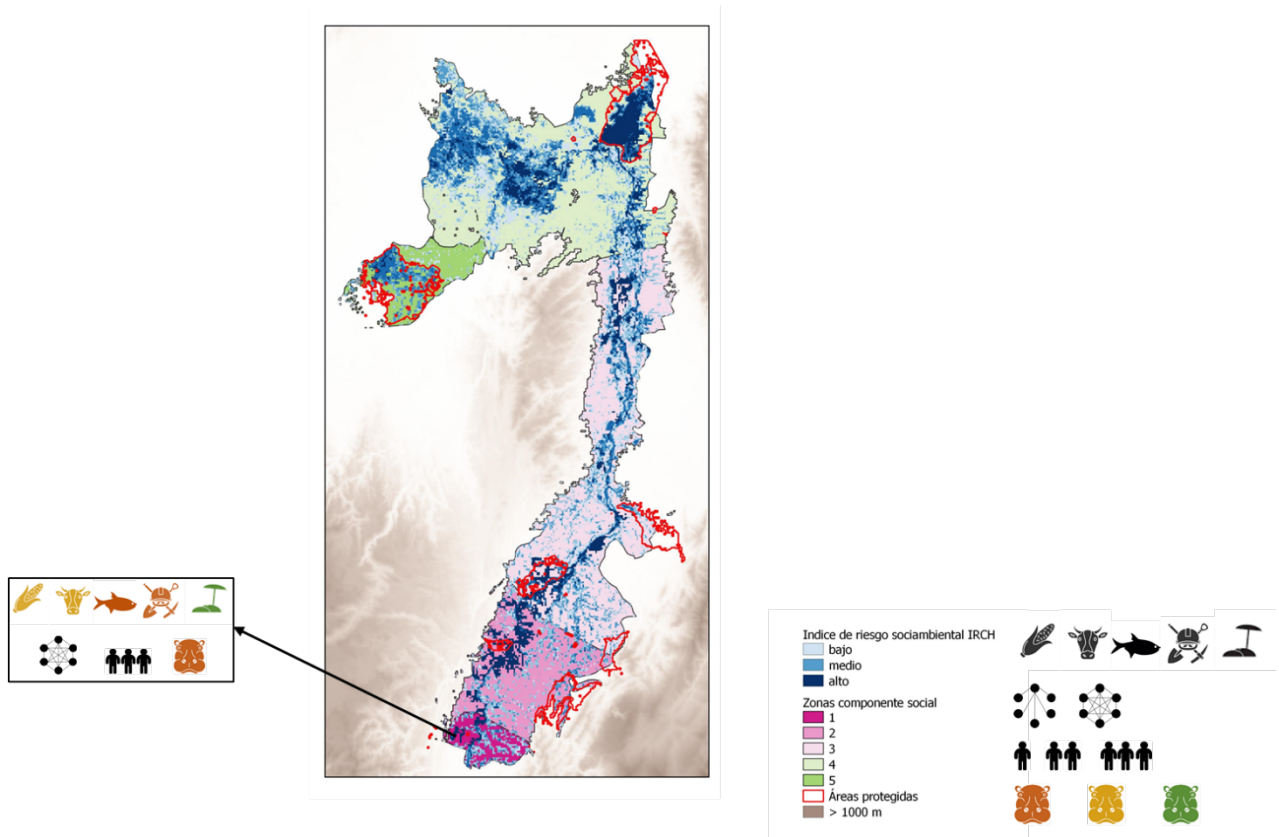 Indice de riesgo sociambiental IRCH
bajo
medio
alto
Zonas componente social
1
2
3
4
5
Áreas protegidas
> 1000 m